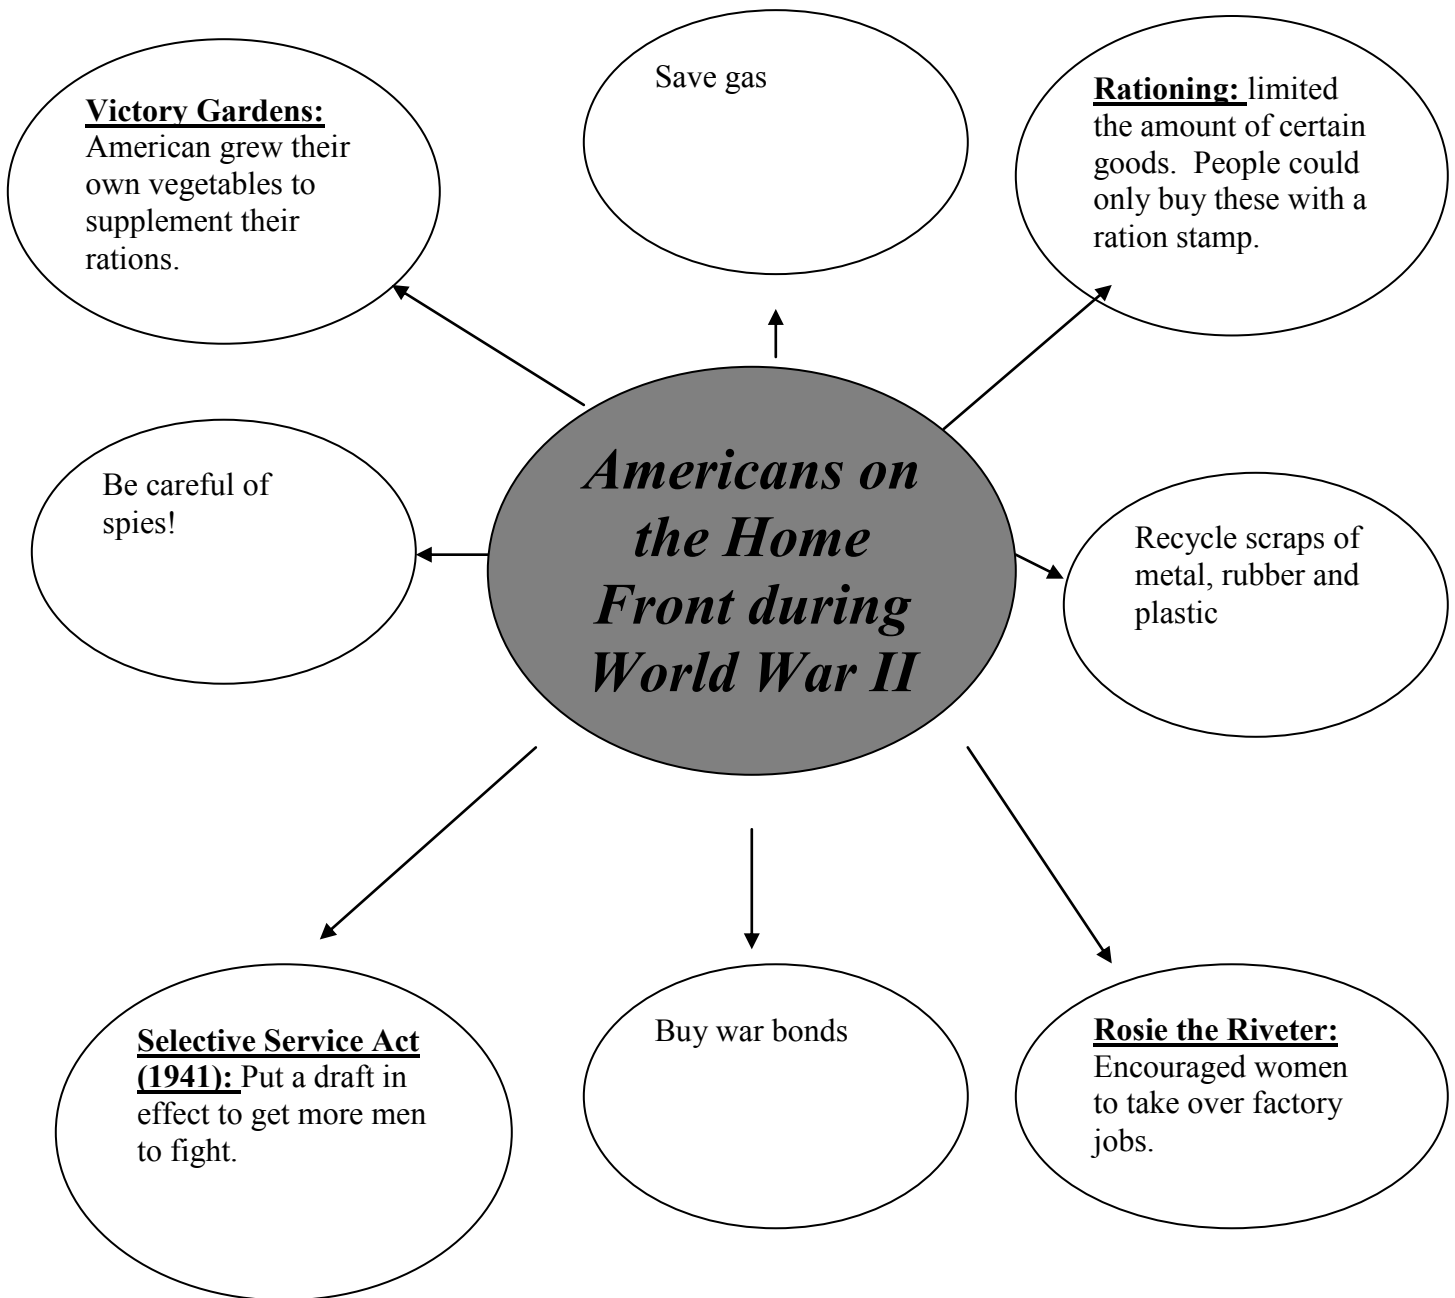 Save gas
Victory Gardens:
American grew their
own vegetables to
supplement their
rations.
Rationing: limited
the amount of certain
goods.  People could
only buy these with a
ration stamp.
Be careful of
spies!
Americans on
the Home
Front during
World War II
Recycle scraps of
metal, rubber and
plastic
Selective Service Act
(1941): Put a draft in
effect to get more men
to fight.
Buy war bonds
Rosie the Riveter:
Encouraged women
to take over factory
jobs.